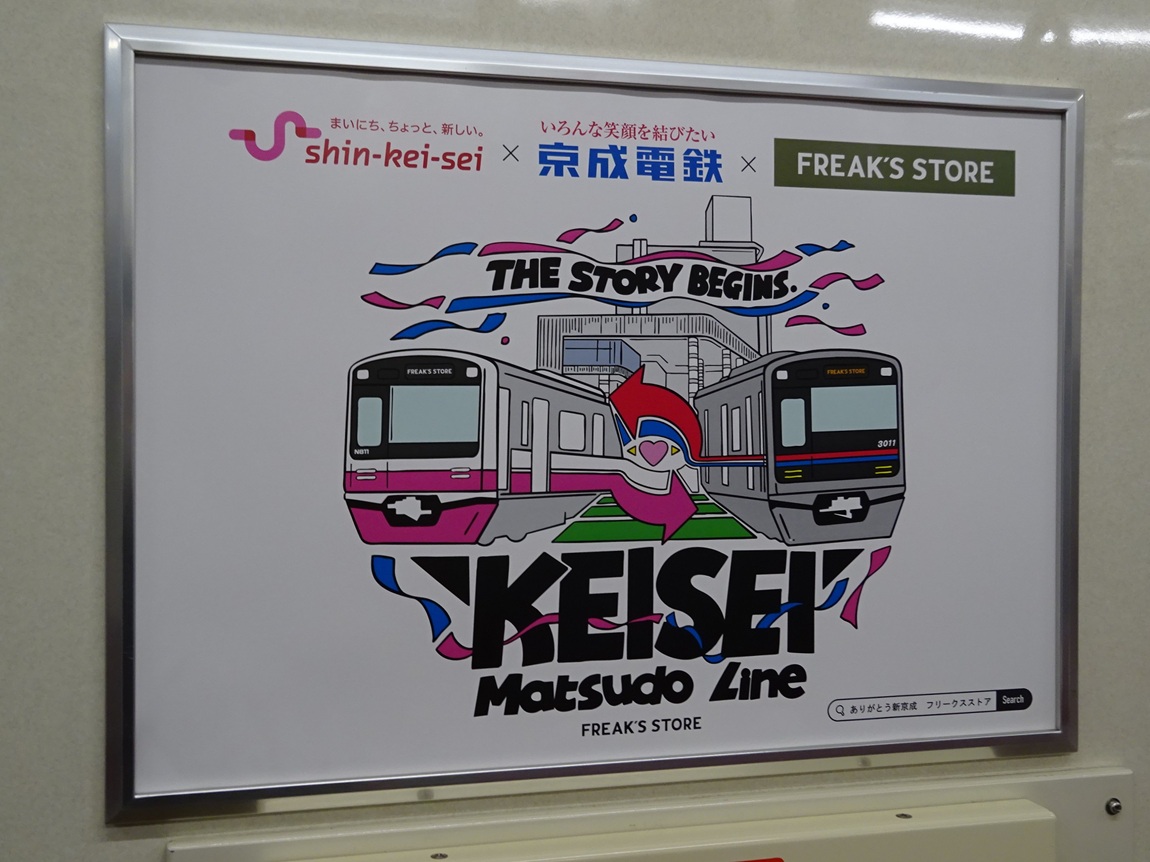 まいにち、ちょっと、新しい。
shin-kei-sei
×
いろんな笑顔を結びたい
京成電鉄
×
FREAK'S STORE
THE STORY BEGINS.
FREAK'S STORE
FREAK'S STORE
N811
3011
KEISEI
Matsudo Line
FREAK'S STORE
ありがとう新京成 フリークスストア Search